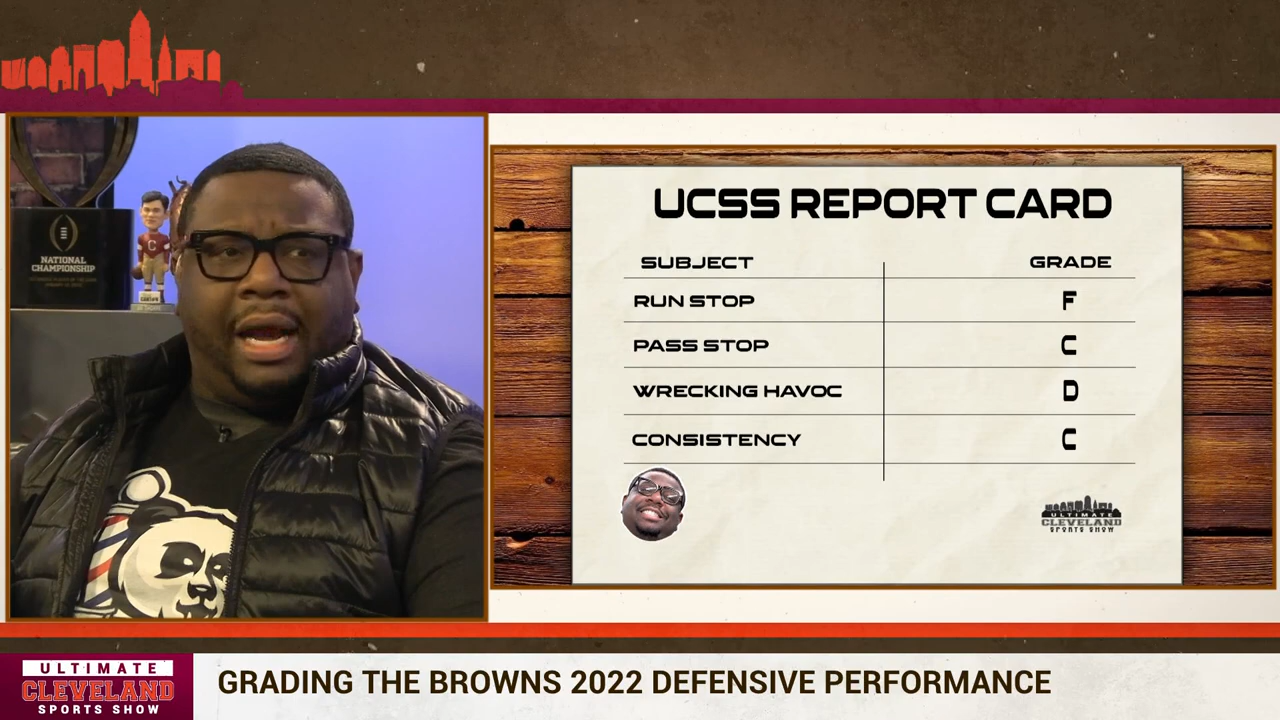 NATIONAL
CHAMPIONSHIP
C
UCSS REPORT CARD
SUBJECT GRADE
RUN STOP F
PASS STOP C
WRECKING HAVOC D
CONSISTENCY C
ULTIMATE
CLEVELAND
SPORTS SHOW
ULTIMATE
CLEVELAND
SPORTS SHOW
GRADING THE BROWNS 2022 DEFENSIVE PERFORMANCE